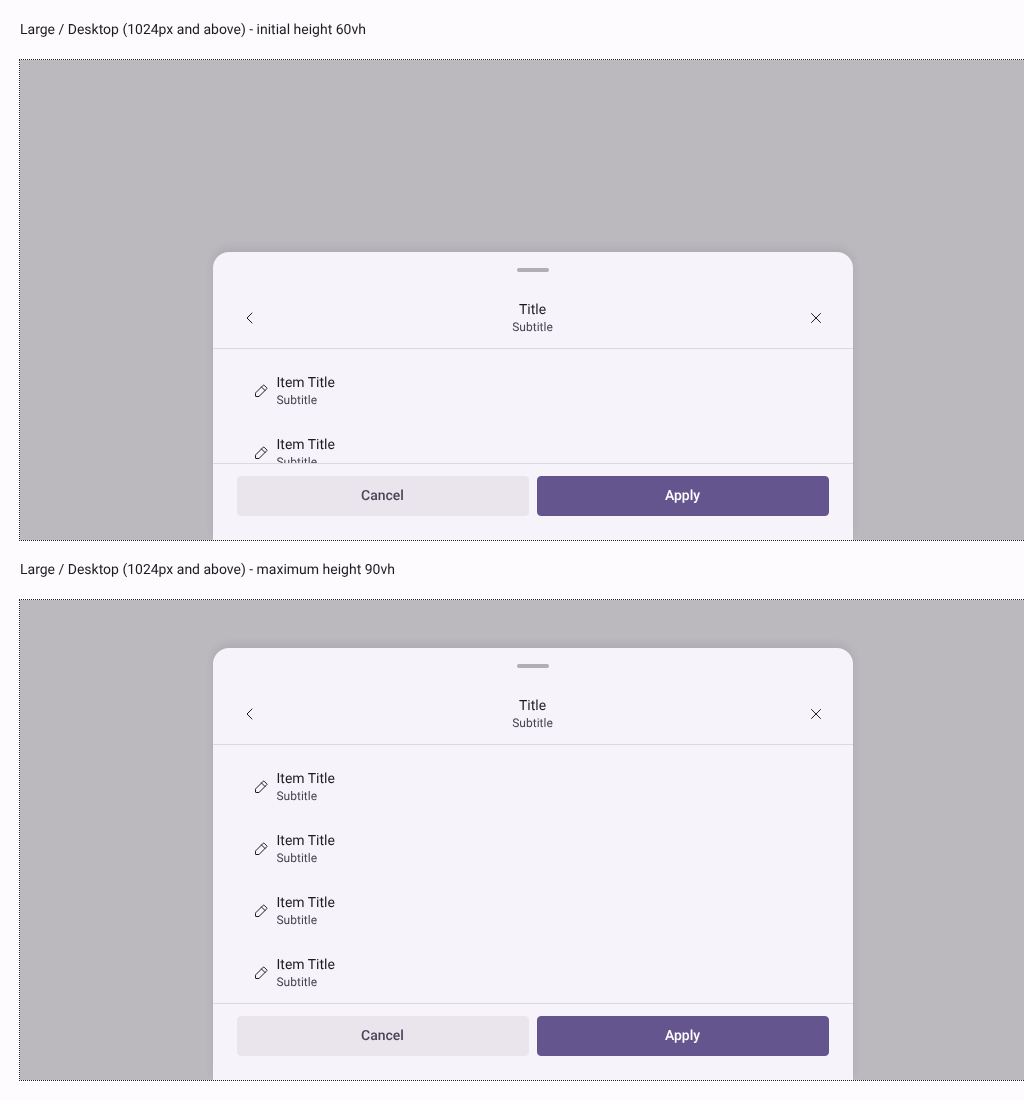 Large / Desktop (1024px and above) - initial height 60vh
Title
Subtitle
Item Title
Subtitle
Item Title
Subtitle
Cancel
Apply
Large / Desktop (1024px and above) - maximum height 90vh
Title
Subtitle
Item Title
Subtitle
Item Title
Subtitle
Item Title
Subtitle
Item Title
Subtitle
Cancel
Apply